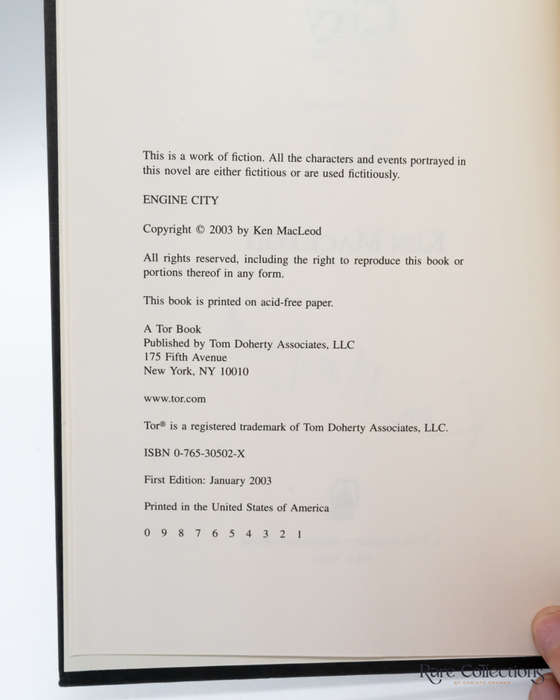 This is a work of fiction. All the characters and events portrayed in
this novel are either fictitious or are used fictitiously.
ENGINE CITY
Copyright © 2003 by Ken MacLeod
All rights reserved, including the right to reproduce this book or
portions thereof in any form.
This book is printed on acid-free paper.
A Tor Book
Published by Tom Doherty Associates, LLC
175 Fifth Avenue
New York, NY 10010
www.tor.com
Tor® is a registered trademark of Tom Doherty Associates, LLC.
ISBN 0-765-30502-X
First Edition: January 2003
Printed in the United States of America
0 9 8 7 6 5 4 3 2 1
Rare Collections